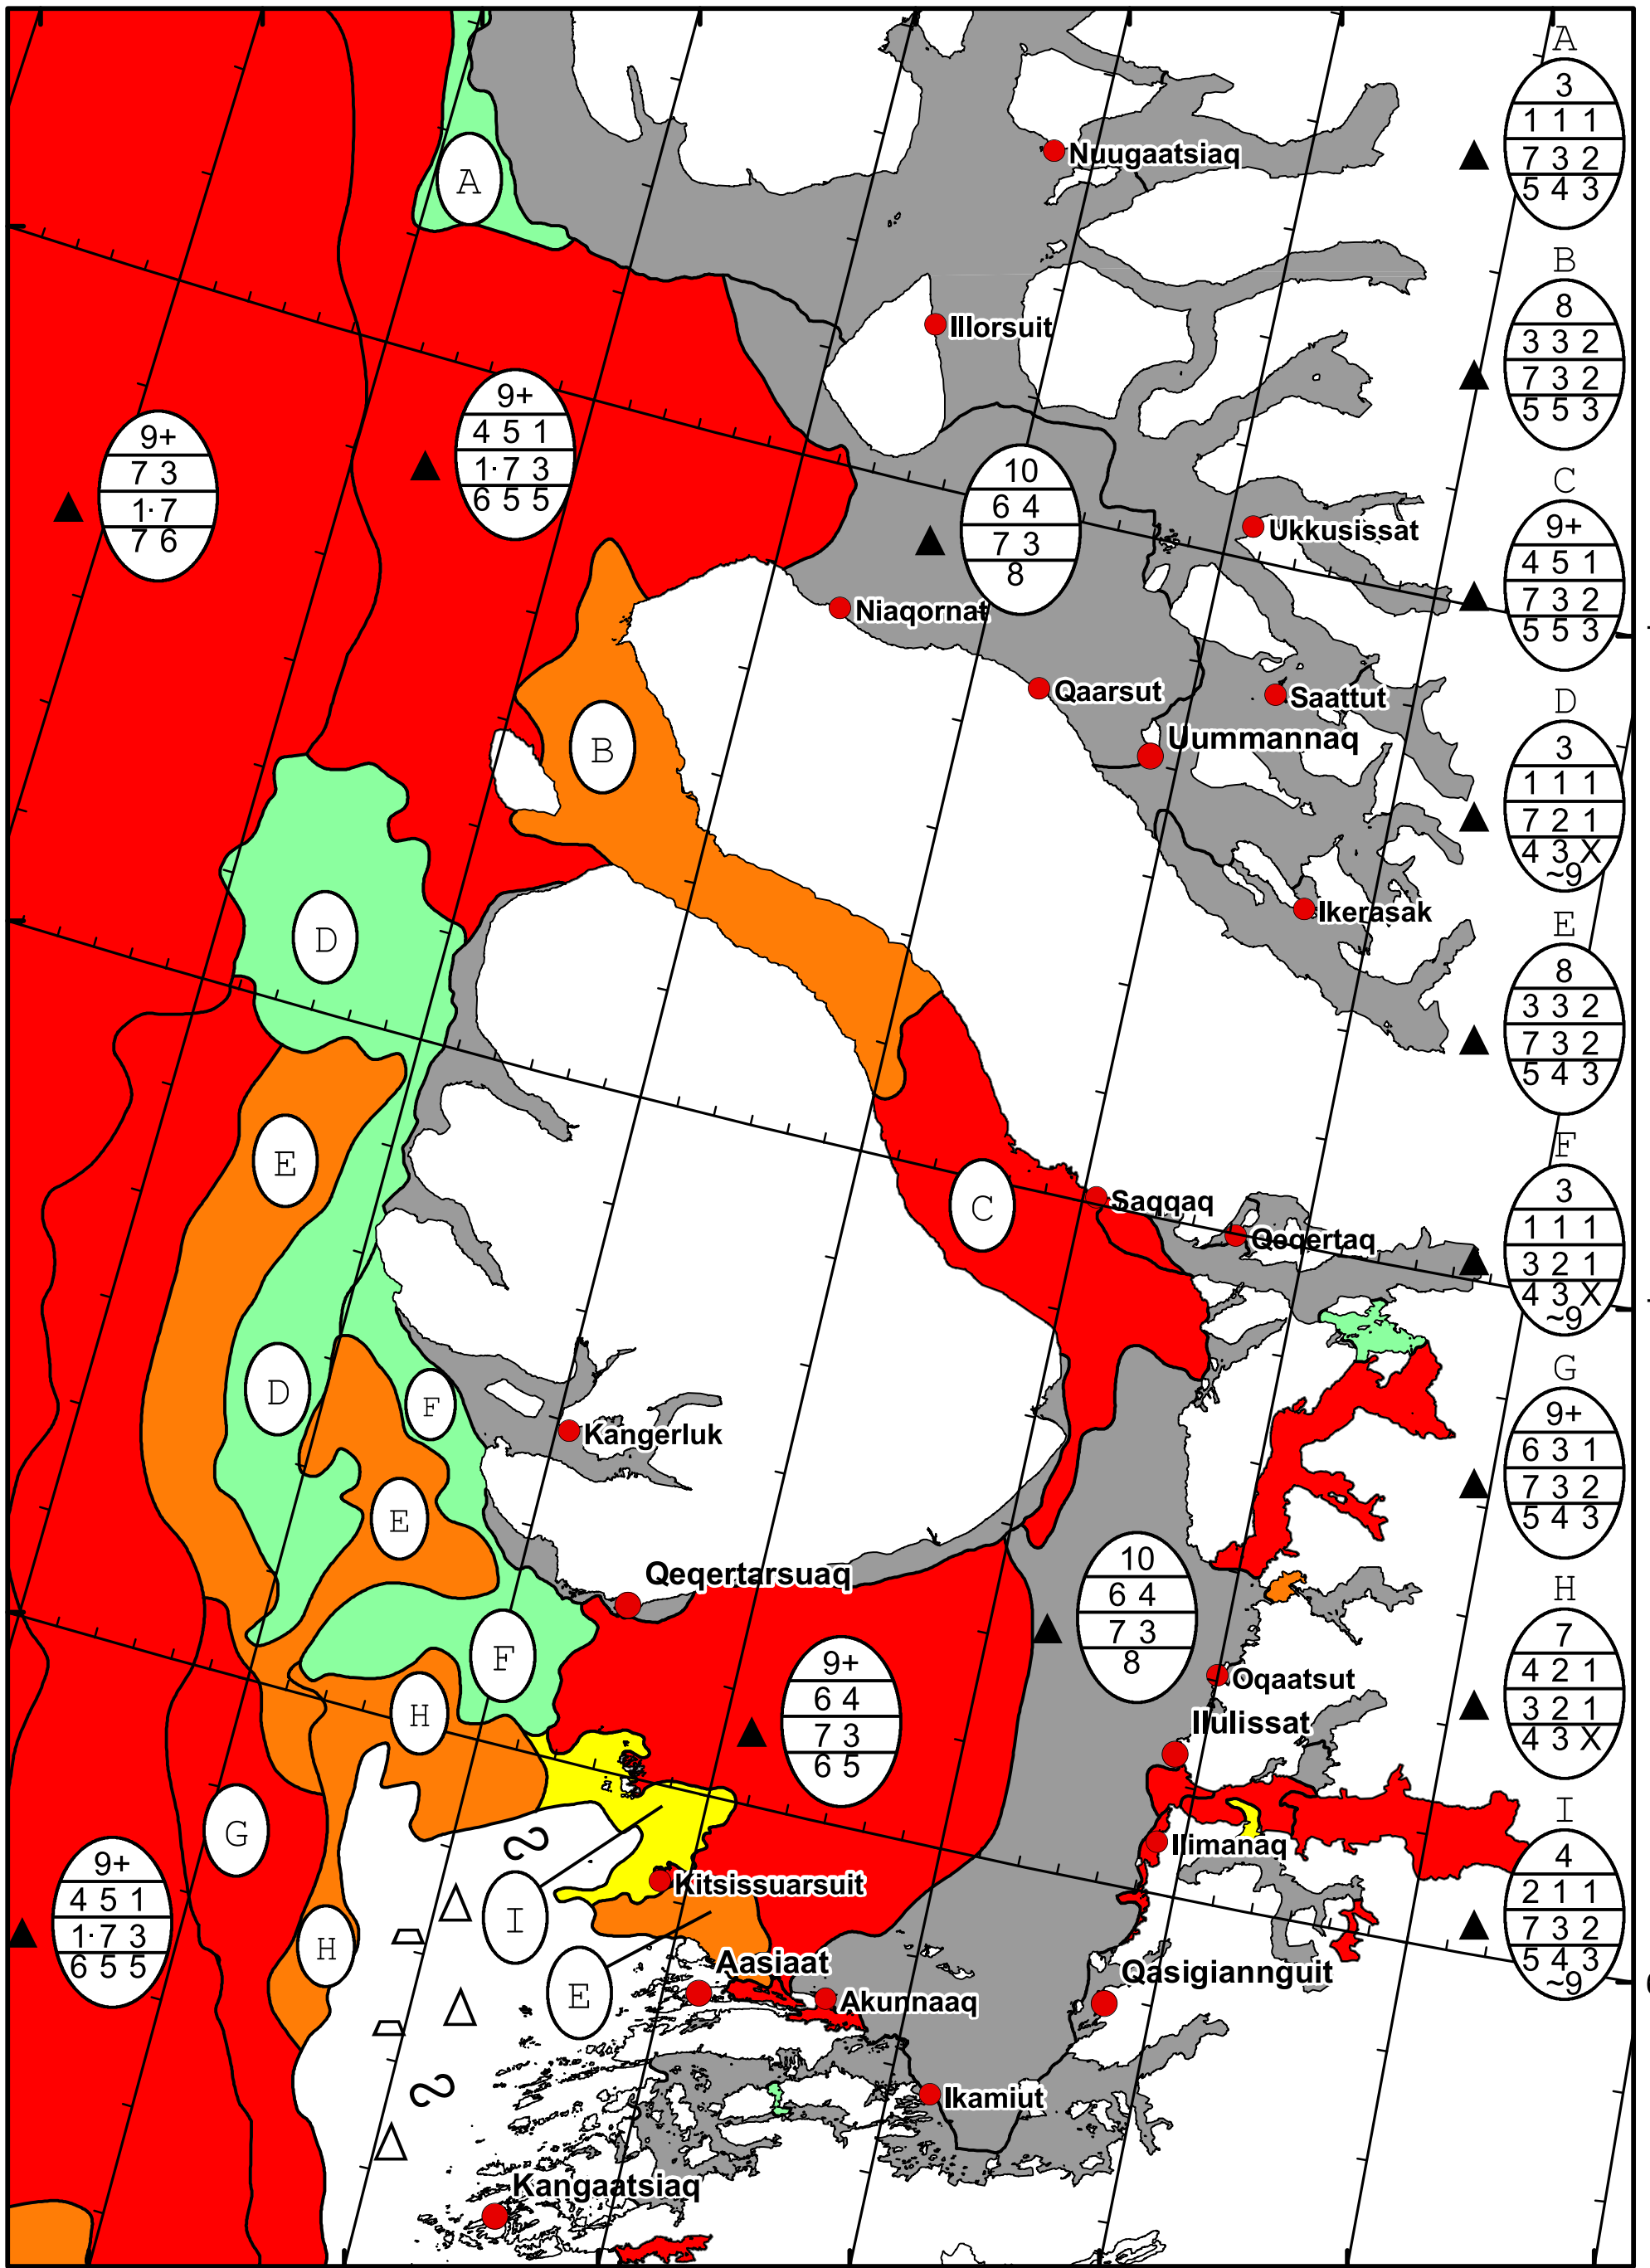 A
3
1 1 1
7 3 2
5 4 3
Nuugaatsiaq
A
B
8
3 3 2
7 3 2
5 5 3
Illorsuit
9+
4 5 1
1· 7 3
6 5 5
9+
7 3
1· 7
7 6
10
6 4
7 3
8
C
9+
4 5 1
7 3 2
5 5 3
Ukkusissat
Niaqornat
Qaarsut
Saattut
Uummannaq
B
D
3
1 1 1
7 2 1
4 3 X
~9
Ikerasak
D
E
8
3 3 2
7 3 2
5 4 3
E
C
Saqqaq
Qeqertaq
F
3
1 1 1
3 2 1
4 3 X
~9
D
F
Kangerluk
G
9+
6 3 1
7 3 2
5 4 3
E
Qeqertarsuaq
10
6 4
7 3
8
F
H
7
4 2 1
3 2 1
4 3 X
9+
6 4
7 3
6 5
Oqaatsut
Ilulissat
H
G
Ilimanaq
I
4
2 1 1
7 3 2
5 4 3
~9
9+
4 5 1
1· 7 3
6 5 5
Kitsissuarsuit
I
H
E
Aasiaat
Akunnaaq
Qasigiannguit
Ikamiut
Kangaatsiaq